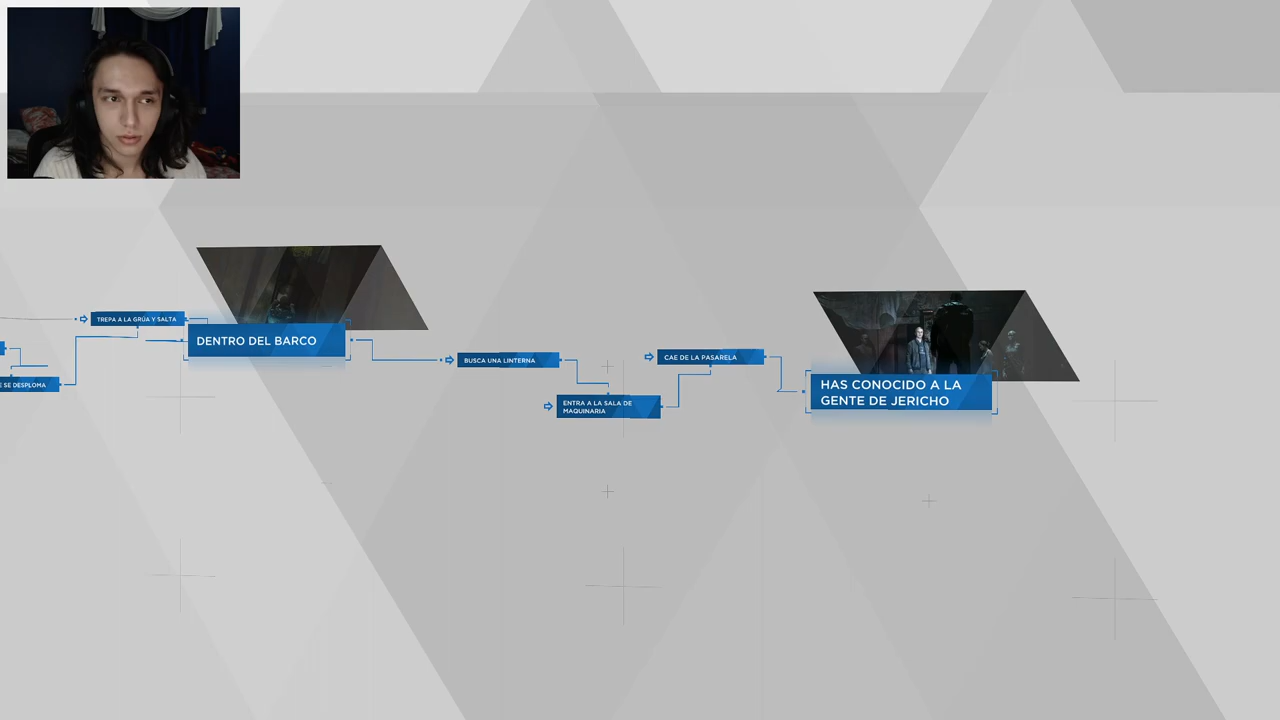 TREPA A LA GRÚA Y SALTA
DENTRO DEL BARCO
E SE DESPLOMA
BUSCA UNA LINTERNA
ENTRA A LA SALA DE
MAQUINARIA
CAE DE LA PASARELA
HAS CONOCIDO A LA
GENTE DE JERICHO